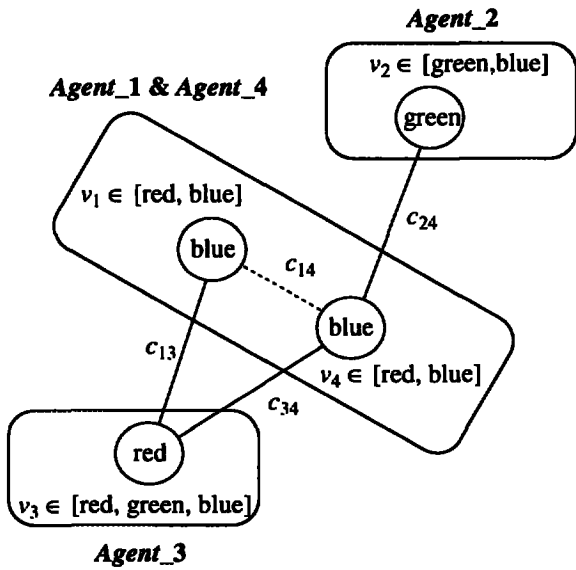 Agent_2
v₂ ∈ [green,blue]
green
Agent_1 & Agent_4
v₁ ∈ [red, blue]
c₂₄
blue
c₁₄
blue
c₁₃
v₄ ∈ [red, blue]
c₃₄
red
v₃ ∈ [red, green, blue]
Agent_3